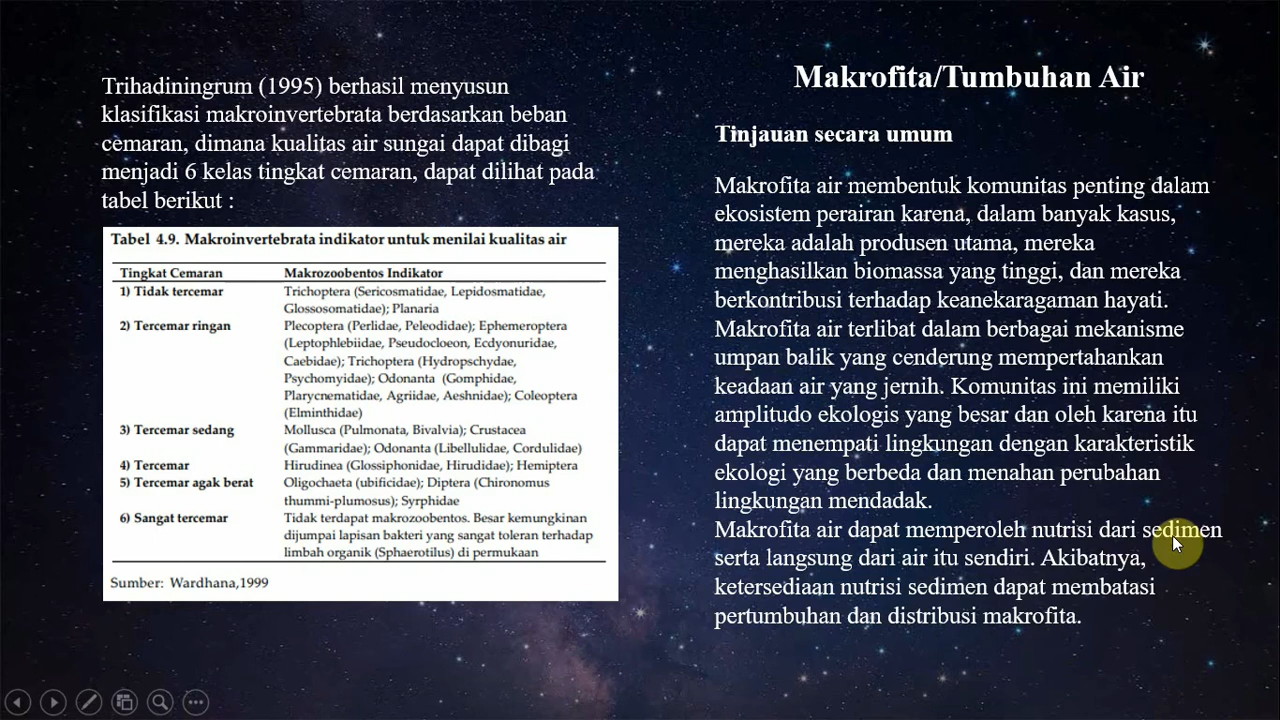 Trihadiningrum (1995) berhasil menyusun
klasifikasi makroinvertebrata berdasarkan beban
cemaran, dimana kualitas air sungai dapat dibagi
menjadi 6 kelas tingkat cemaran, dapat dilihat pada
tabel berikut :
Tabel 4.9. Makroinvertebrata indikator untuk menilai kualitas air
Tingkat Cemaran Makrozoobentos Indikator
1) Tidak tercemar Trichoptera (Sericosmatidae, Lepidosmatidae,
Glossosomatidae); Planaria
2) Tercemar ringan Plecoptera (Perlidae, Peleodidae); Ephemeroptera
(Leptophlebiidae, Pseudocloeon, Ecdyonuridae,
Caebidae); Trichoptera (Hydropschydae,
Psychomyidae); Odonanta (Gomphidae,
Plarycnematidae, Agriidae, Aeshnidae); Coleoptera
(Elminthidae)
3) Tercemar sedang Mollusca (Pulmonata, Bivalvia); Crustacea
(Gammaridae); Odonanta (Libellulidae, Cordulidae)
4) Tercemar Hirudinea (Glossiphonidae, Hirudidae); Hemiptera
5) Tercemar agak berat Oligochaeta (ubificidae); Diptera (Chironomus
thummi-plumosus); Syrphidae
6) Sangat tercemar Tidak terdapat makrozoobentos. Besar kemungkinan
dijumpai lapisan bakteri yang sangat toleran terhadap
limbah organik (Sphaerotilus) di permukaan
Sumber: Wardhana,1999
Makrofita/Tumbuhan Air
Tinjauan secara umum
Makrofita air membentuk komunitas penting dalam
ekosistem perairan karena, dalam banyak kasus,
mereka adalah produsen utama, mereka
menghasilkan biomassa yang tinggi, dan mereka
berkontribusi terhadap keanekaragaman hayati.
Makrofita air terlibat dalam berbagai mekanisme
umpan balik yang cenderung mempertahankan
keadaan air yang jernih. Komunitas ini memiliki
amplitudo ekologis yang besar dan oleh karena itu
dapat menempati lingkungan dengan karakteristik
ekologi yang berbeda dan menahan perubahan
lingkungan mendadak.
Makrofita air dapat memperoleh nutrisi dari sedimen
serta langsung dari air itu sendiri. Akibatnya,
ketersediaan nutrisi sedimen dapat membatasi
pertumbuhan dan distribusi makrofita.